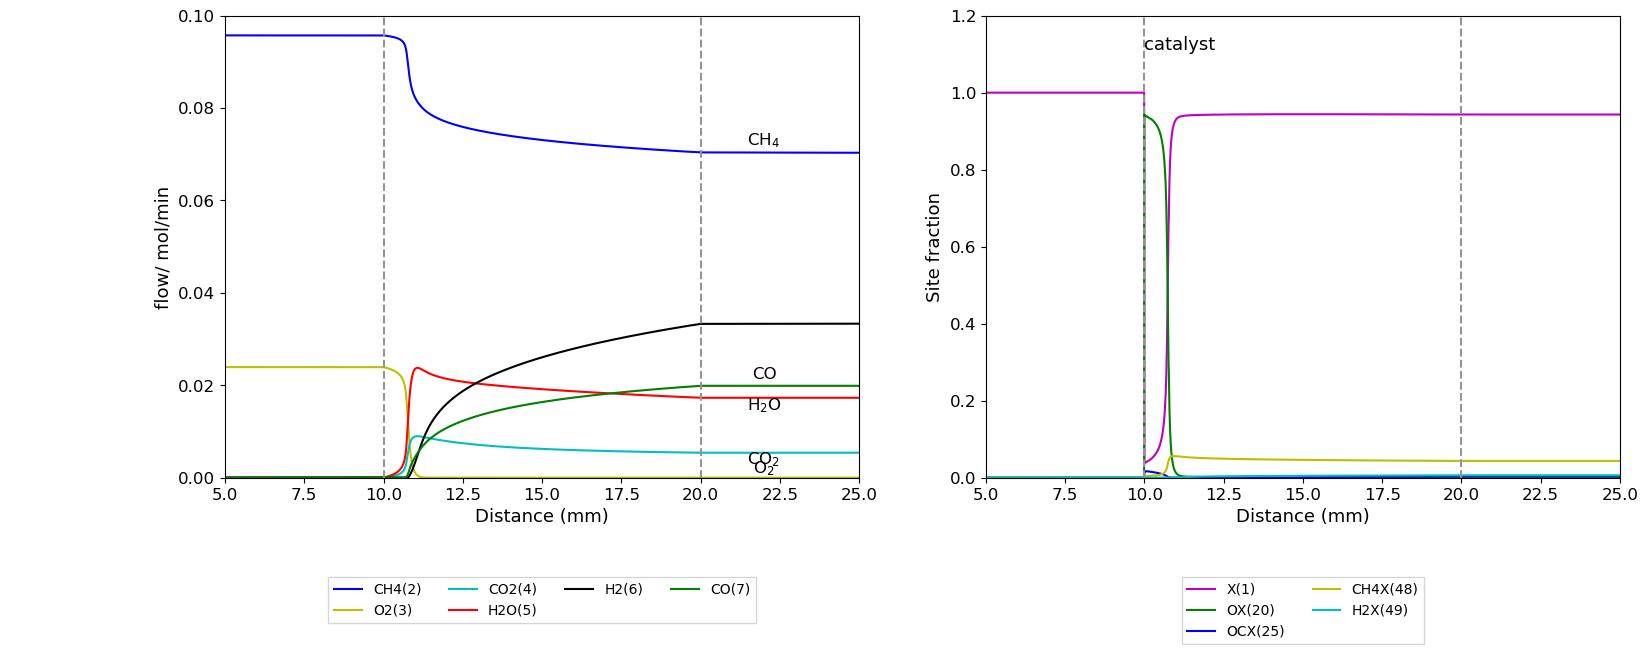 0.10
0.08
0.06
0.04
0.02
0.00
flow/ mol/min
CH₄
CO
H₂O
CO₂
O₂
5.0 7.5 10.0 12.5 15.0 17.5 20.0 22.5 25.0
Distance (mm)
CH4(2) CO2(4) H2(6) CO(7)
O2(3) H2O(5)
1.2
1.0
0.8
0.6
0.4
0.2
0.0
Site fraction
catalyst
5.0 7.5 10.0 12.5 15.0 17.5 20.0 22.5 25.0
Distance (mm)
X(1) CH4X(48)
OX(20) H2X(49)
OCX(25)